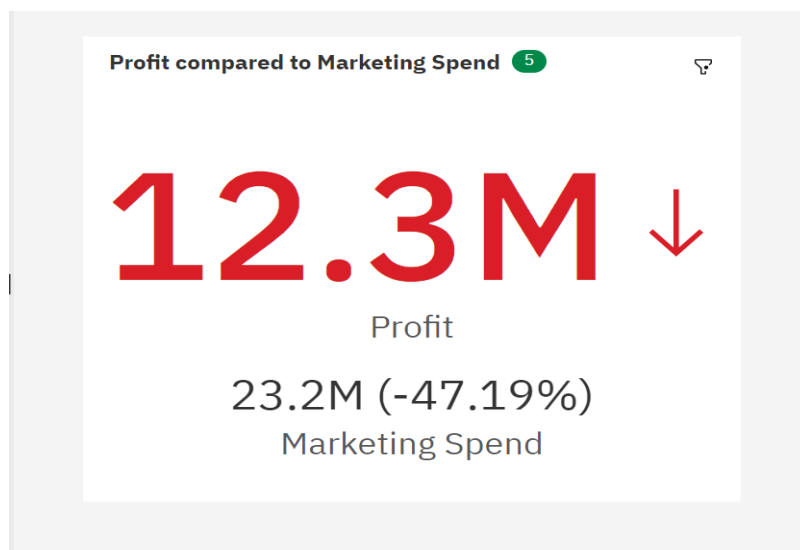 Profit compared to Marketing Spend 5
12.3M
Profit
23.2M (-47.19%)
Marketing Spend